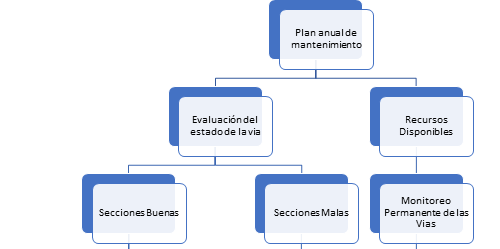 Plan anual de
mantenimiento
Evaluación del
estado de la via
Recursos
Disponibles
Secciones Buenas
Secciones Malas
Monitoreo
Permanente de las
Vias